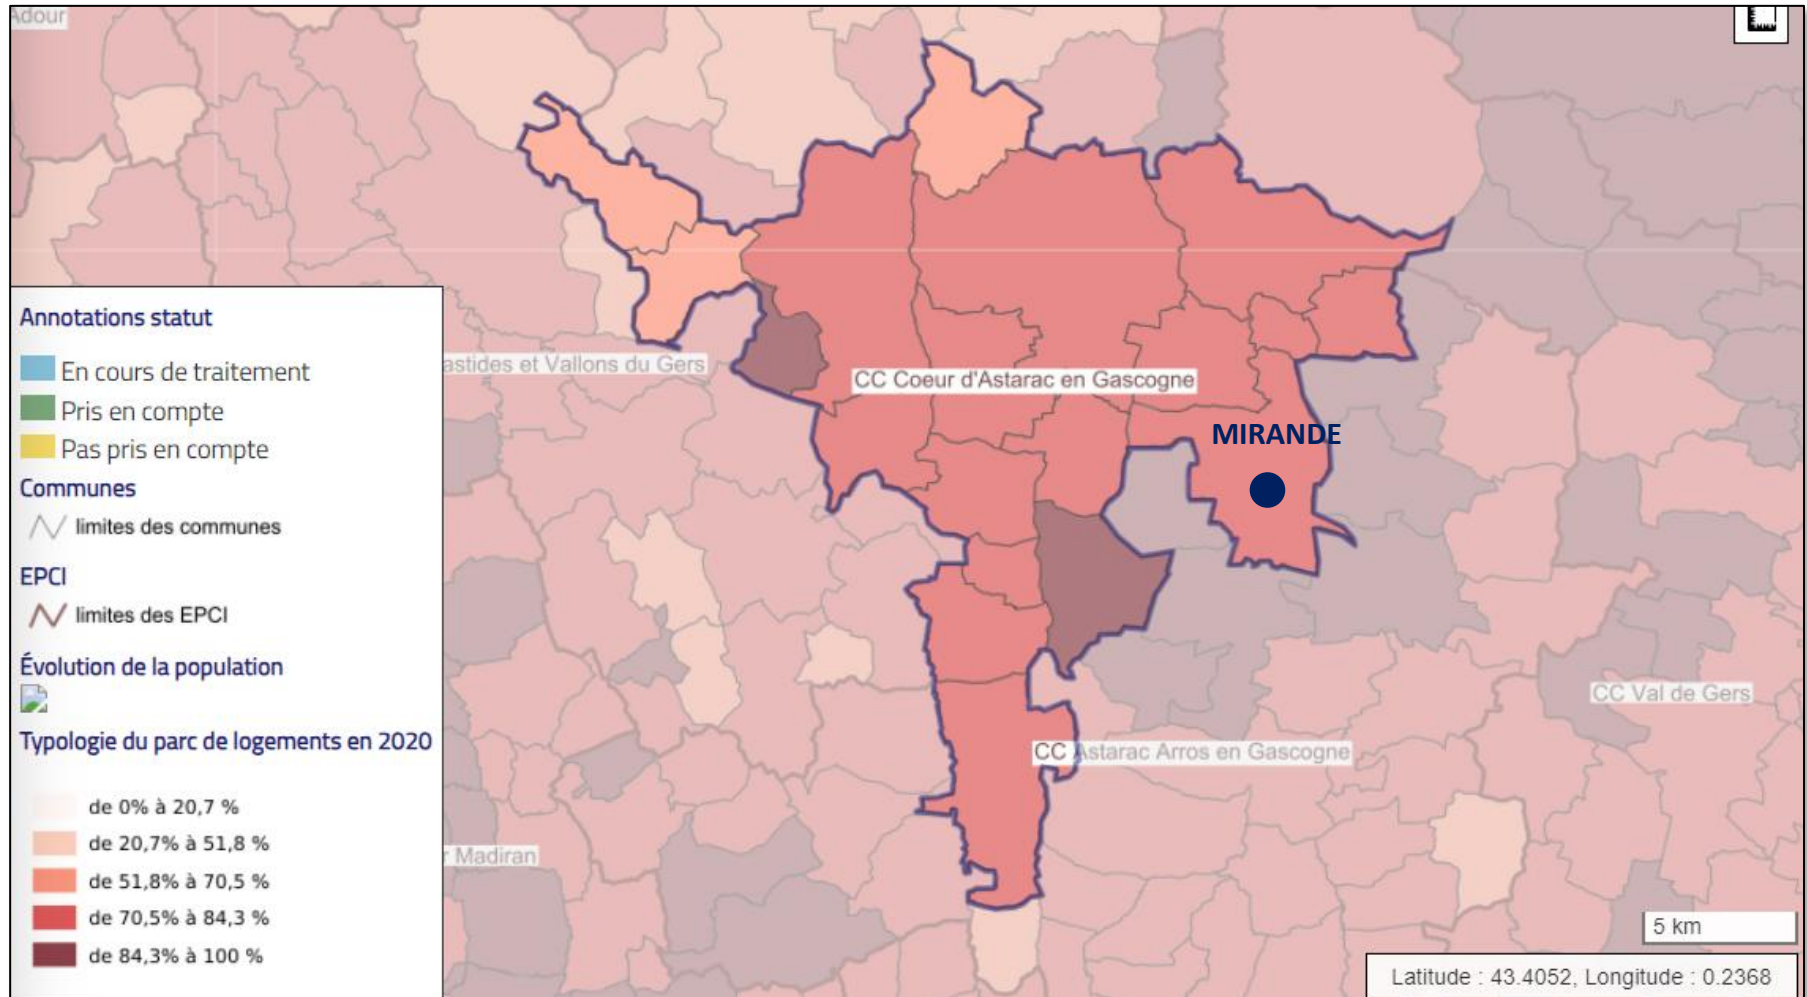 Adour
Annotations statut
En cours de traitement
Pris en compte
Pas pris en compte
Communes
limites des communes
EPCI
limites des EPCI
Évolution de la population
Typologie du parc de logements en 2020
de 0% à 20,7 %
de 20,7% à 51,8 %
de 51,8% à 70,5 %
de 70,5% à 84,3 %
de 84,3% à 100 %
astides et Vallons du Gers
CC Coeur d'Astarac en Gascogne
MIRANDE
CC Val de Gers
CC Astarac Arros en Gascogne
r Madiran
5 km
Latitude : 43.4052, Longitude : 0.2368